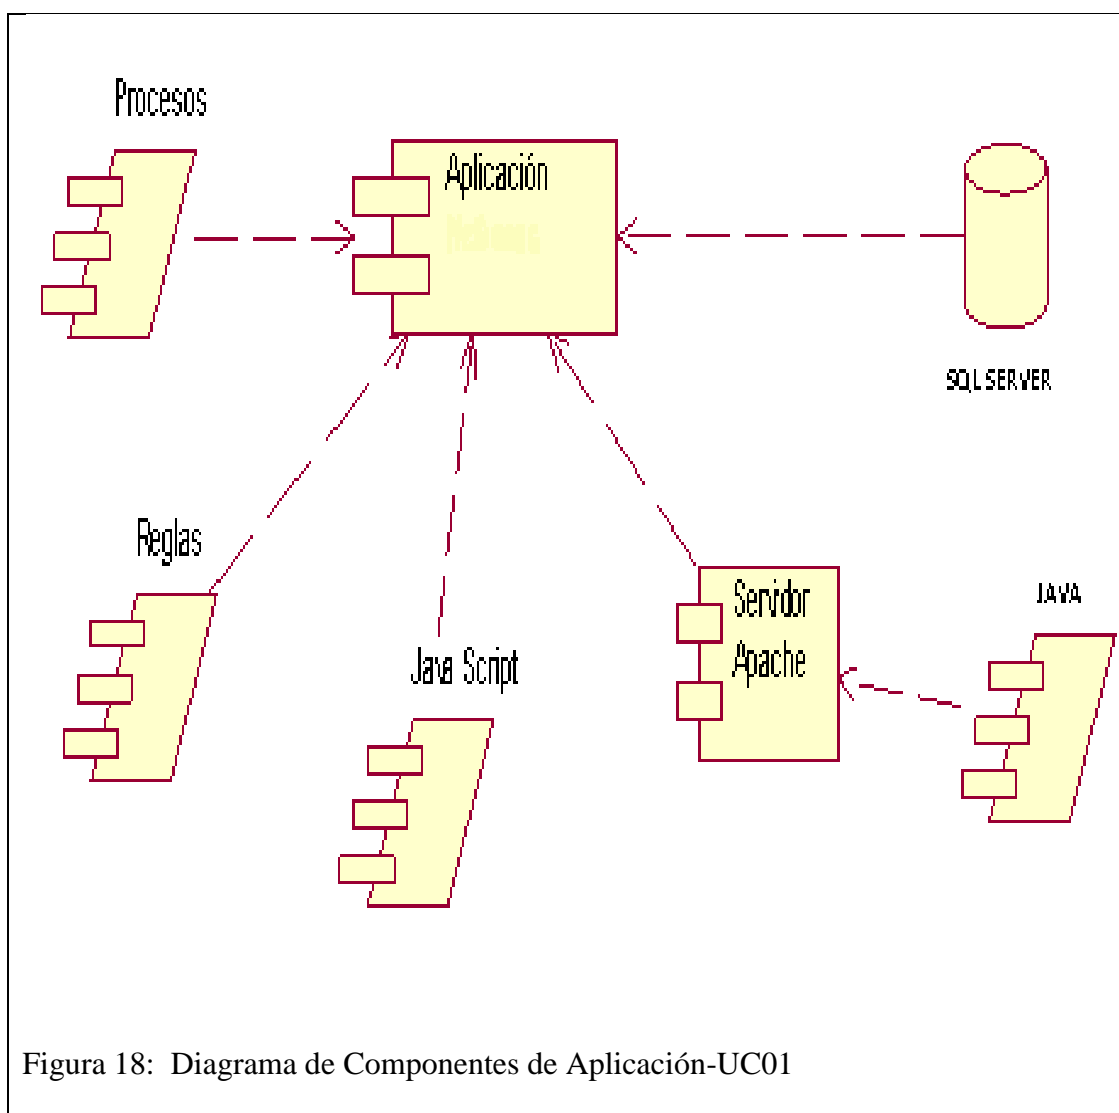 Procesos
Aplicación
SQL SERVER
Reglas
Java Script
Servidor
Apache
JAVA
Figura 18: Diagrama de Componentes de Aplicación-UC01